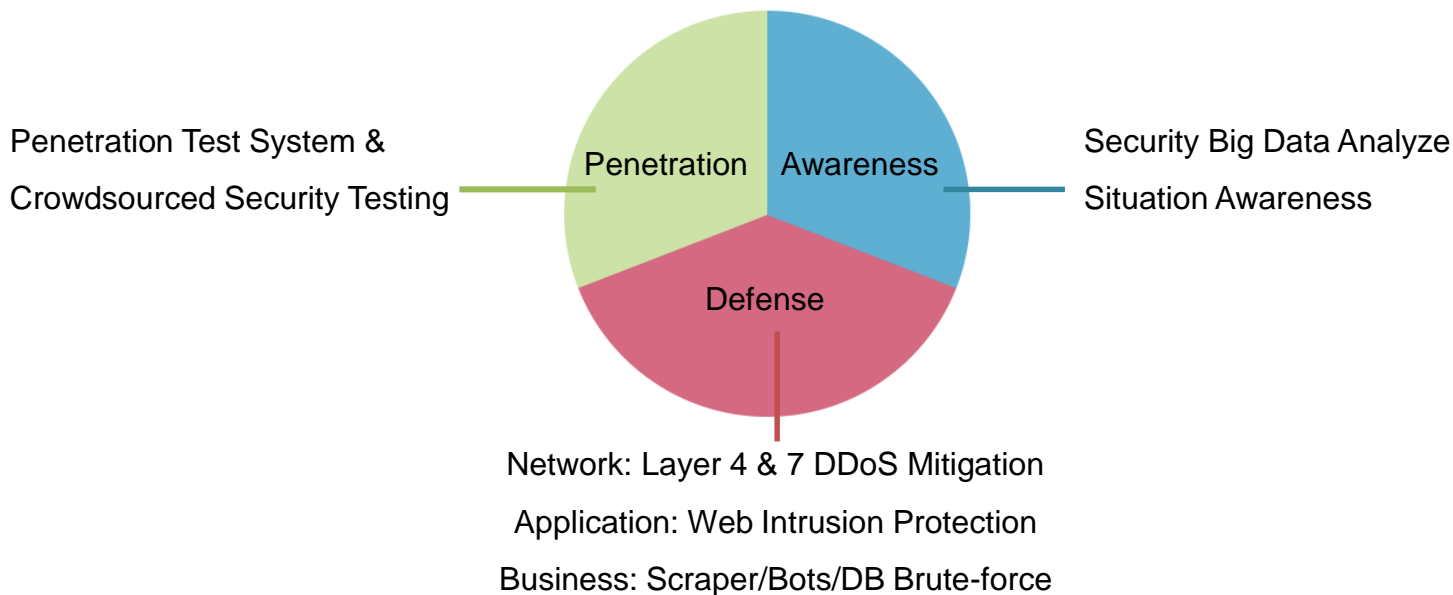 Penetration Test System &
Crowdsourced Security Testing
Penetration
Awareness
Security Big Data Analyze
Situation Awareness
Defense
Network: Layer 4 & 7 DDoS Mitigation
Application: Web Intrusion Protection
Business: Scraper/Bots/DB Brute-force